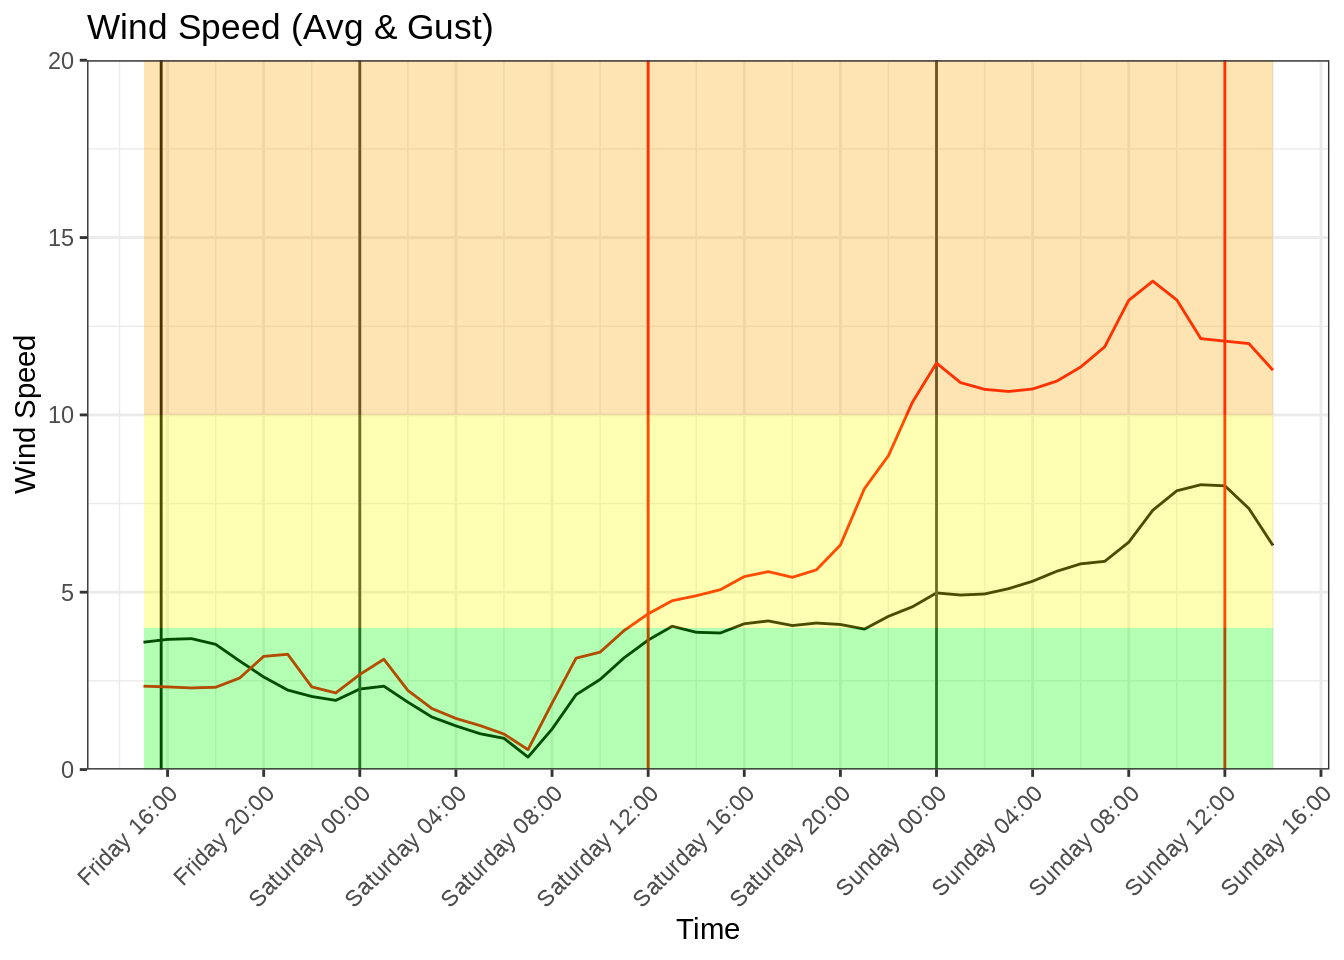 Wind Speed (Avg & Gust)
Wind Speed
20
15
10
5
0
Friday 16:00
Friday 20:00
Saturday 00:00
Saturday 04:00
Saturday 08:00
Saturday 12:00
Saturday 16:00
Saturday 20:00
Sunday 00:00
Sunday 04:00
Sunday 08:00
Sunday 12:00
Sunday 16:00
Time